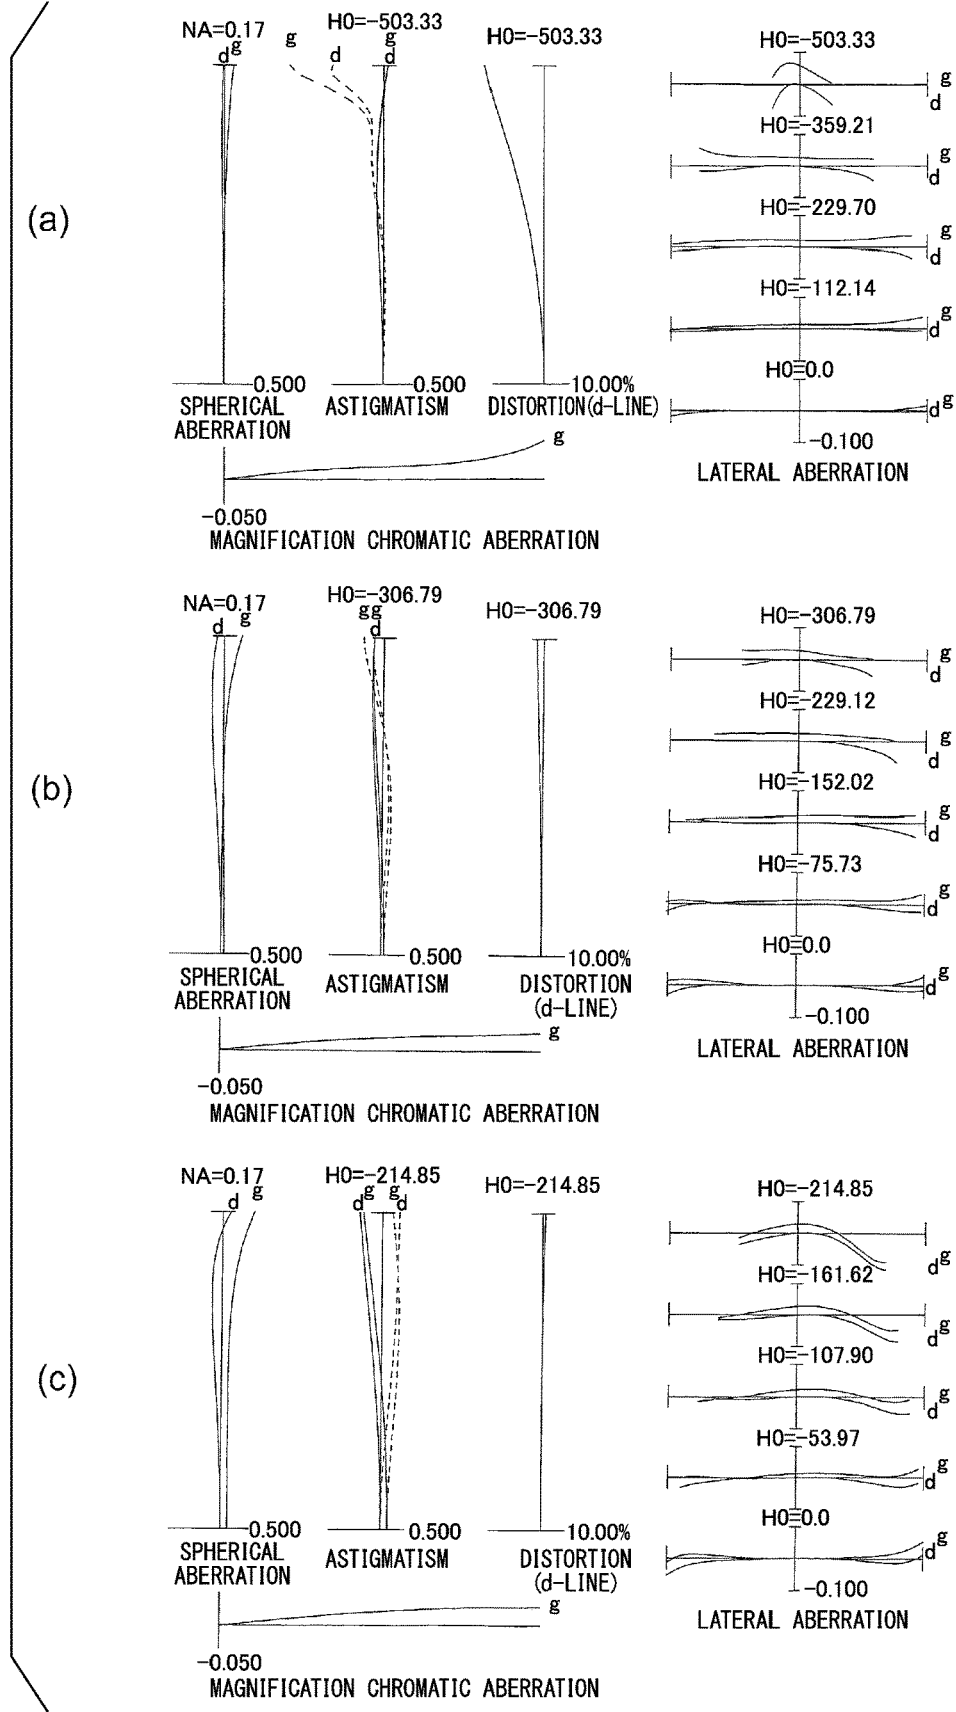 (a)
NA=0.17
d g
H0=-503.33
g d g d
H0=-503.33
0.500
SPHERICAL ABERRATION
0.500
ASTIGMATISM
10.00%
DISTORTION(d-LINE)
g
-0.050
MAGNIFICATION CHROMATIC ABERRATION
H0=-503.33
g
d
H0=-359.21
g
d
H0=-229.70
g
d
H0=-112.14
g
d
H0=0.0
d g
-0.100
LATERAL ABERRATION
(b)
NA=0.17
d g
H0=-306.79
g g
d
H0=-306.79
0.500
SPHERICAL ABERRATION
0.500
ASTIGMATISM
10.00%
DISTORTION
(d-LINE)
g
-0.050
MAGNIFICATION CHROMATIC ABERRATION
H0=-306.79
g
d
H0=-229.12
g
d
H0=-152.02
g
d
H0=-75.73
g
d
H0=0.0
d g
-0.100
LATERAL ABERRATION
(c)
NA=0.17
d g
H0=-214.85
d g g d
H0=-214.85
0.500
SPHERICAL ABERRATION
0.500
ASTIGMATISM
10.00%
DISTORTION
(d-LINE)
g
-0.050
MAGNIFICATION CHROMATIC ABERRATION
H0=-214.85
d g
H0=-161.62
d g
H0=-107.90
d g
H0=-53.97
g
d
H0=0.0
d g
-0.100
LATERAL ABERRATION